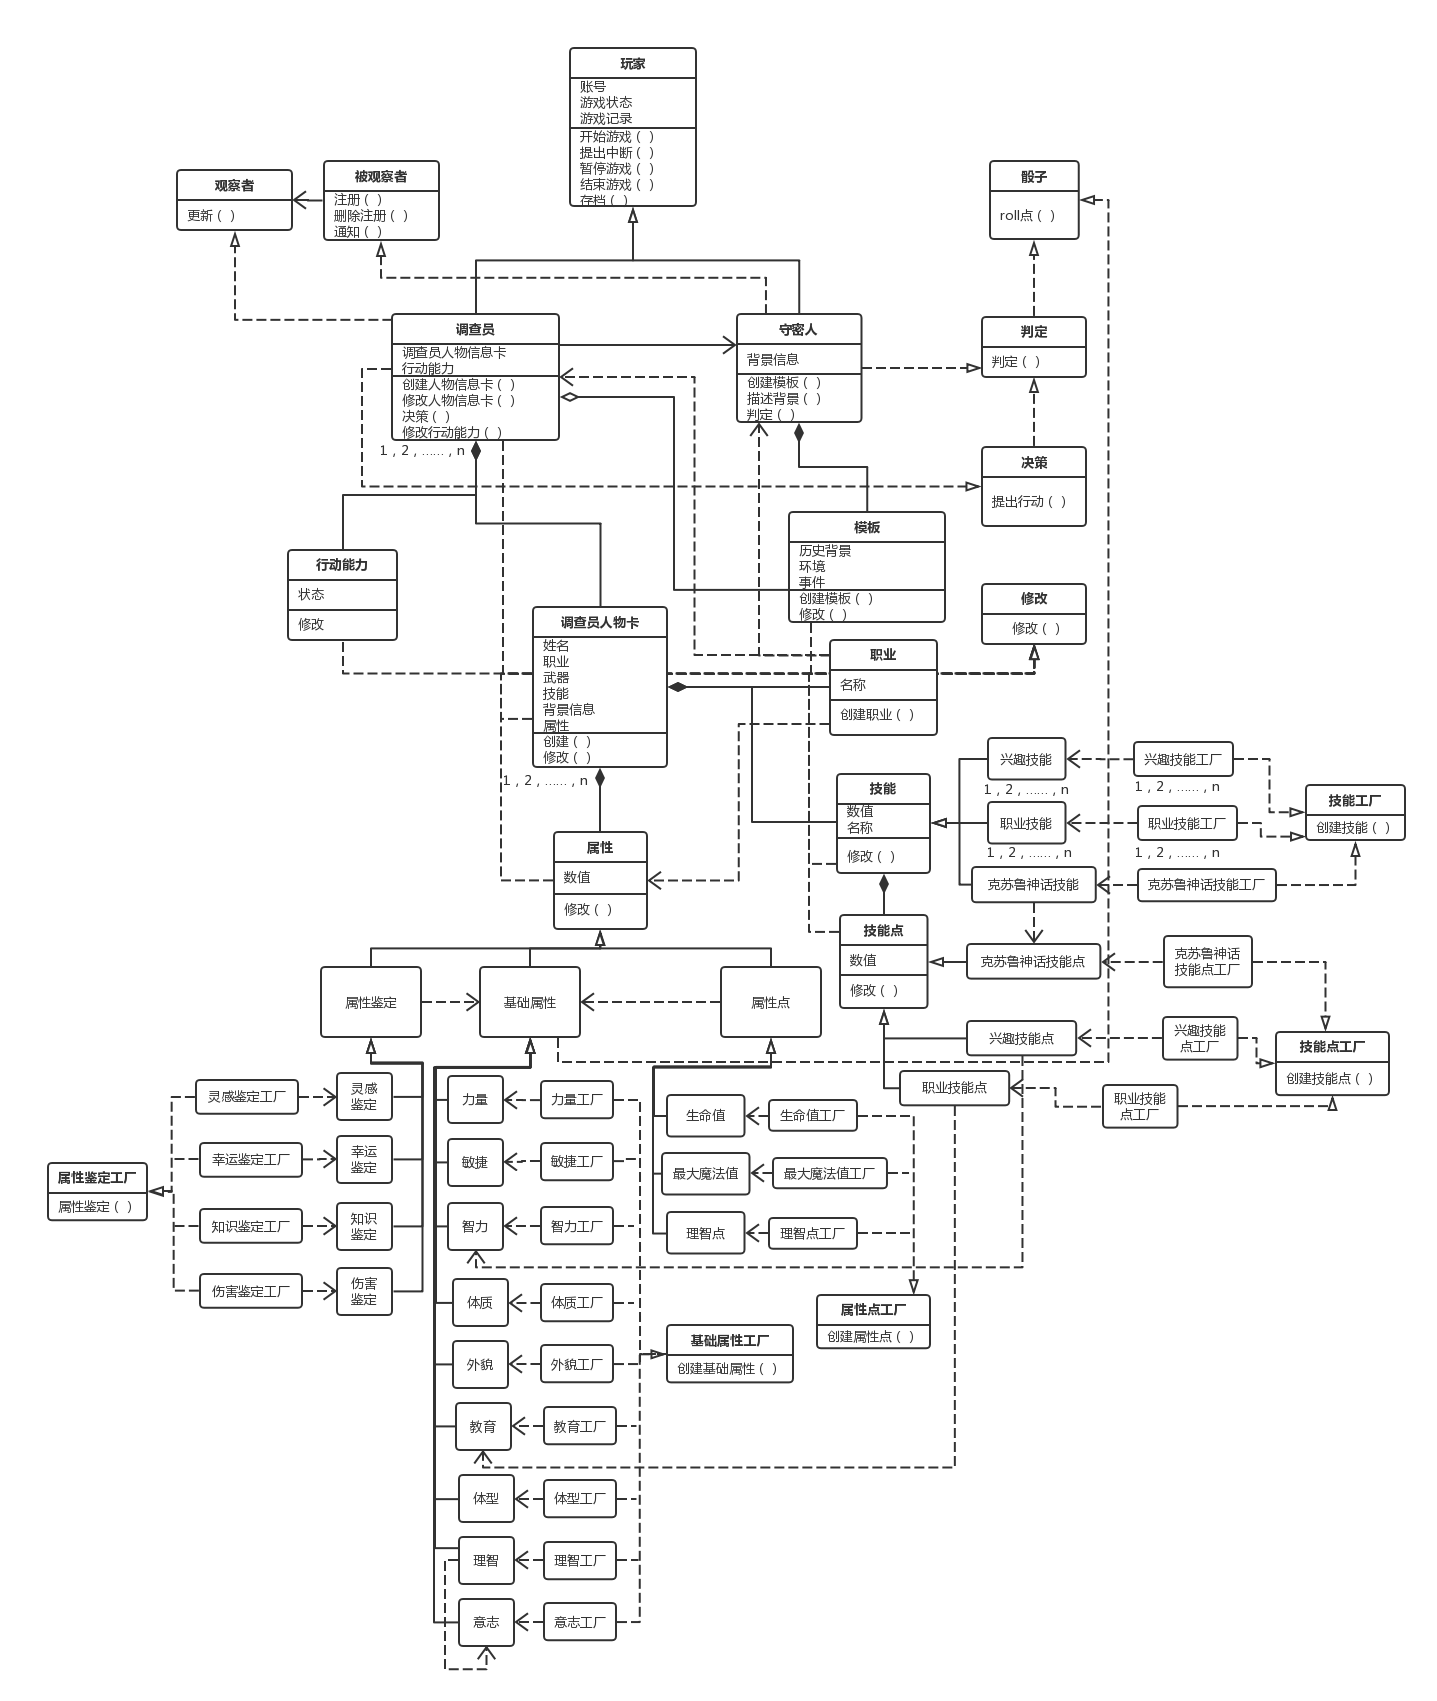 玩家
账号
游戏状态
游戏记录
开始游戏（ ）
提出中断（ ）
暂停游戏（ ）
结束游戏（ ）
存档（ ）
观察者
更新（ ）
被观察者
注册（ ）
删除注册（ ）
通知（ ）
骰子
roll点（ ）
调查员
调查员人物信息卡
行动能力
创建人物信息卡（ ）
修改人物信息卡（ ）
决策（ ）
修改行动能力（ ）
1，2，……，n
守密人
背景信息
创建模板（ ）
描述背景（ ）
判定（ ）
判定
判定（ ）
决策
提出行动（ ）
行动能力
状态
修改
模板
历史背景
环境
事件
创建模板（ ）
修改（ ）
修改
修改（ ）
调查员人物卡
姓名
职业
武器
技能
背景信息
属性
创建（ ）
修改（ ）
1，2，……，n
职业
名称
创建职业（ ）
技能
数值
名称
修改（ ）
兴趣技能
1，2，……，n
兴趣技能工厂
1，2，……，n
职业技能
1，2，……，n
职业技能工厂
1，2，……，n
技能工厂
创建技能（ ）
克苏鲁神话技能
克苏鲁神话技能工厂
属性
数值
修改（ ）
技能点
数值
修改（ ）
克苏鲁神话技能点
克苏鲁神话
技能点工厂
属性鉴定
基础属性
属性点
兴趣技能点
兴趣技能
点工厂
技能点工厂
创建技能点（ ）
职业技能点
职业技能
点工厂
灵感鉴定工厂
灵感
鉴定
幸运鉴定工厂
幸运
鉴定
属性鉴定工厂
属性鉴定（ ）
知识鉴定工厂
知识
鉴定
伤害鉴定工厂
伤害
鉴定
力量
力量工厂
敏捷
敏捷工厂
智力
智力工厂
体质
体质工厂
外貌
外貌工厂
教育
教育工厂
体型
体型工厂
理智
理智工厂
意志
意志工厂
生命值
生命值工厂
最大魔法值
最大魔法值工厂
理智点
理智点工厂
属性点工厂
创建属性点（ ）
基础属性工厂
创建基础属性（ ）